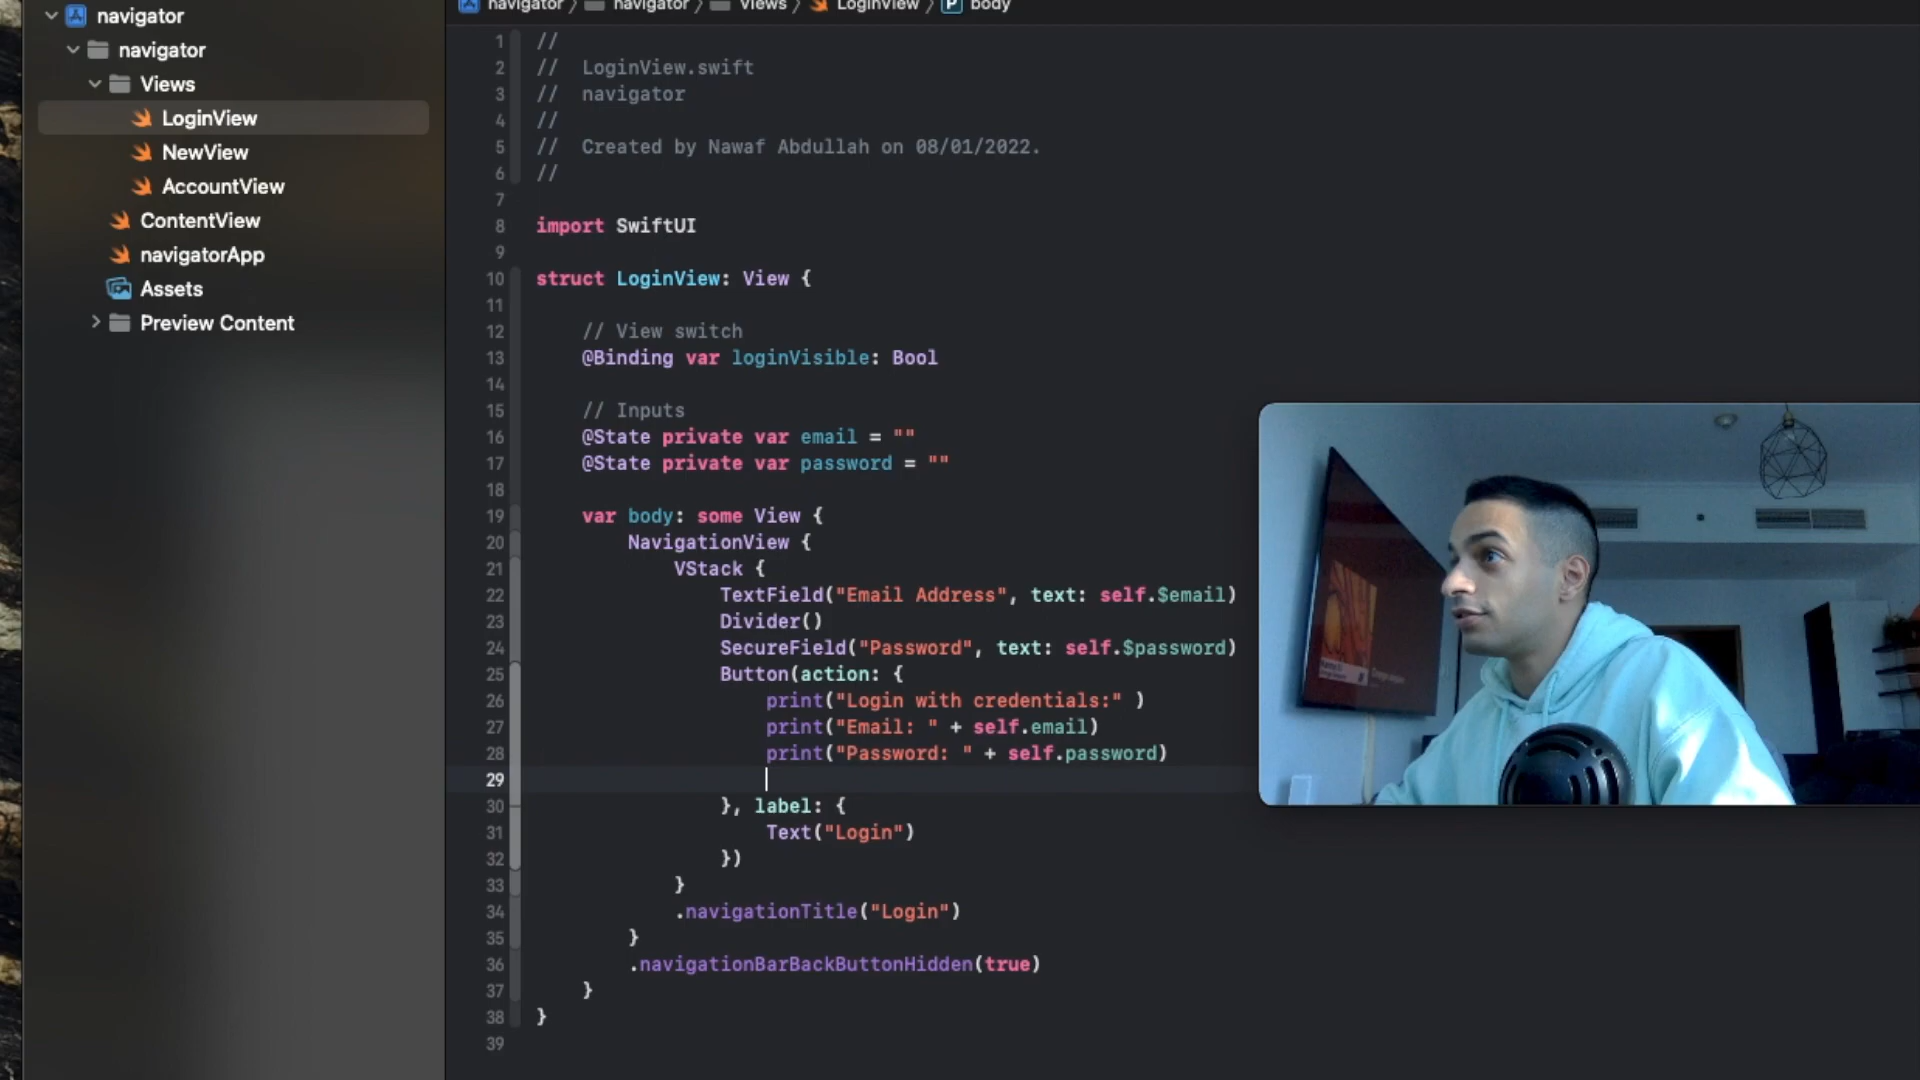 navigator
navigator
Views
LoginView
NewView
AccountView
ContentView
navigatorApp
Assets
Preview Content
navigator 〉 navigator 〉 Views 〉 LoginView 〉 P body
1 //
2 //  LoginView.swift
3 //  navigator
4 //
5 //  Created by Nawaf Abdullah on 08/01/2022.
6 //
7
8 import SwiftUI
9
10 struct LoginView: View {
11
12     // View switch
13     @Binding var loginVisible: Bool
14
15     // Inputs
16     @State private var email = ""
17     @State private var password = ""
18
19     var body: some View {
20         NavigationView {
21             VStack {
22                 TextField("Email Address", text: self.$email)
23                 Divider()
24                 SecureField("Password", text: self.$password)
25                 Button(action: {
26                     print("Login with credentials:" )
27                     print("Email: " + self.email)
28                     print("Password: " + self.password)
29
30                 }, label: {
31                     Text("Login")
32                 })
33             }
34             .navigationTitle("Login")
35         }
36         .navigationBarBackButtonHidden(true)
37     }
38 }
39